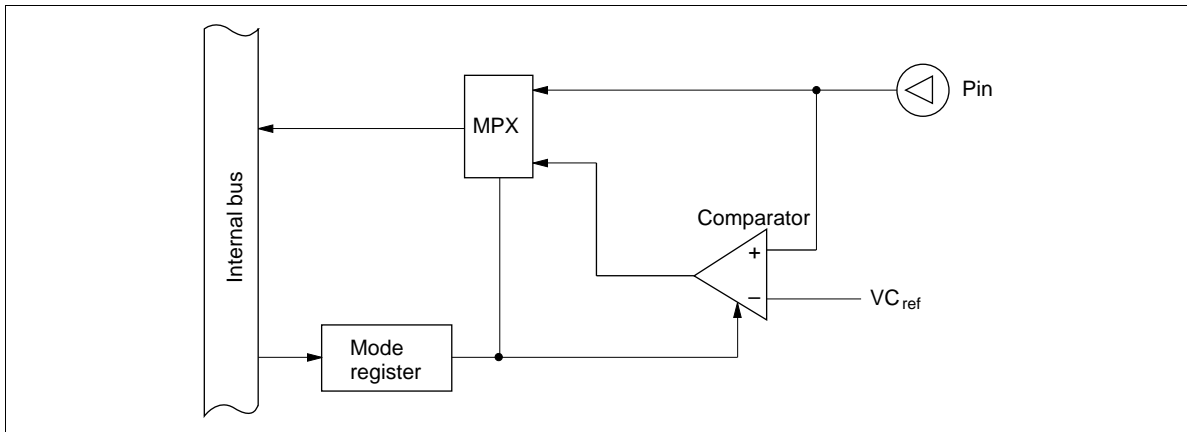 Pin
MPX
Comparator
+
−
VCref
Internal bus
Mode
register